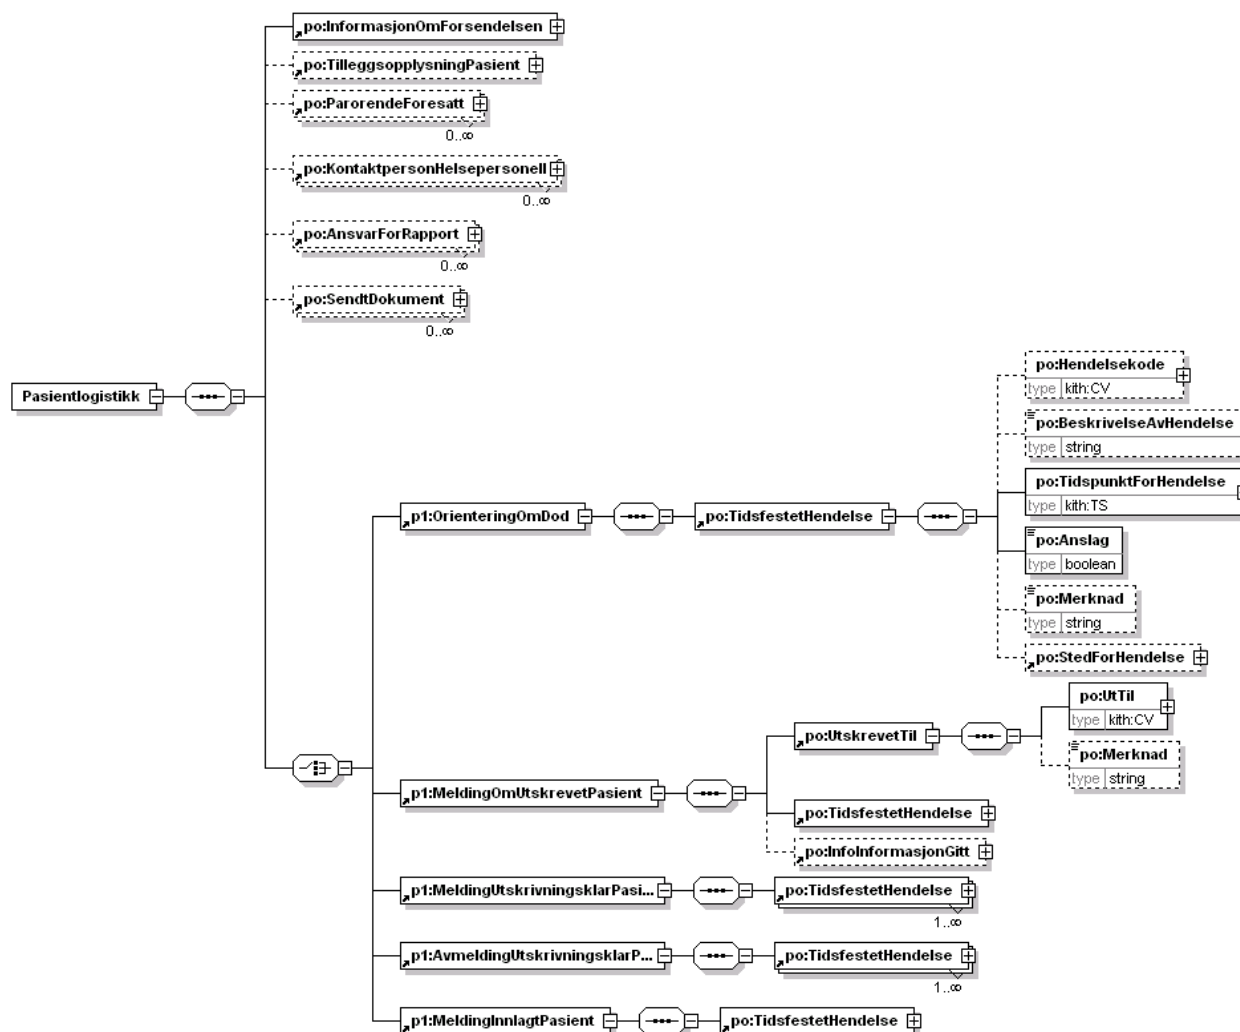 po:InformasjonOmForsendelsen
po:TilleggsopplysningPasient
po:ParorendeForesatt
0..∞
po:KontaktpersonHelsepersonell
0..∞
po:AnsvarForRapport
0..∞
po:SendtDokument
0..∞
Pasientlogistikk
p1:OrienteringOmDod
po:TidsfestetHendelse
po:Hendelsekode
type kith:CV
po:BeskrivelseAvHendelse
type string
po:TidspunktForHendelse
type kith:TS
po:Anslag
type boolean
po:Merknad
type string
po:StedForHendelse
p1:MeldingOmUtskrevetPasient
po:UtskrevetTil
po:UtTil
type kith:CV
po:Merknad
type string
po:TidsfestetHendelse
po:InfoInformasjonGitt
p1:MeldingUtskrivningsklarPasi...
po:TidsfestetHendelse
1..∞
p1:AvmeldingUtskrivningsklarP...
po:TidsfestetHendelse
1..∞
p1:MeldingInnlagtPasient
po:TidsfestetHendelse